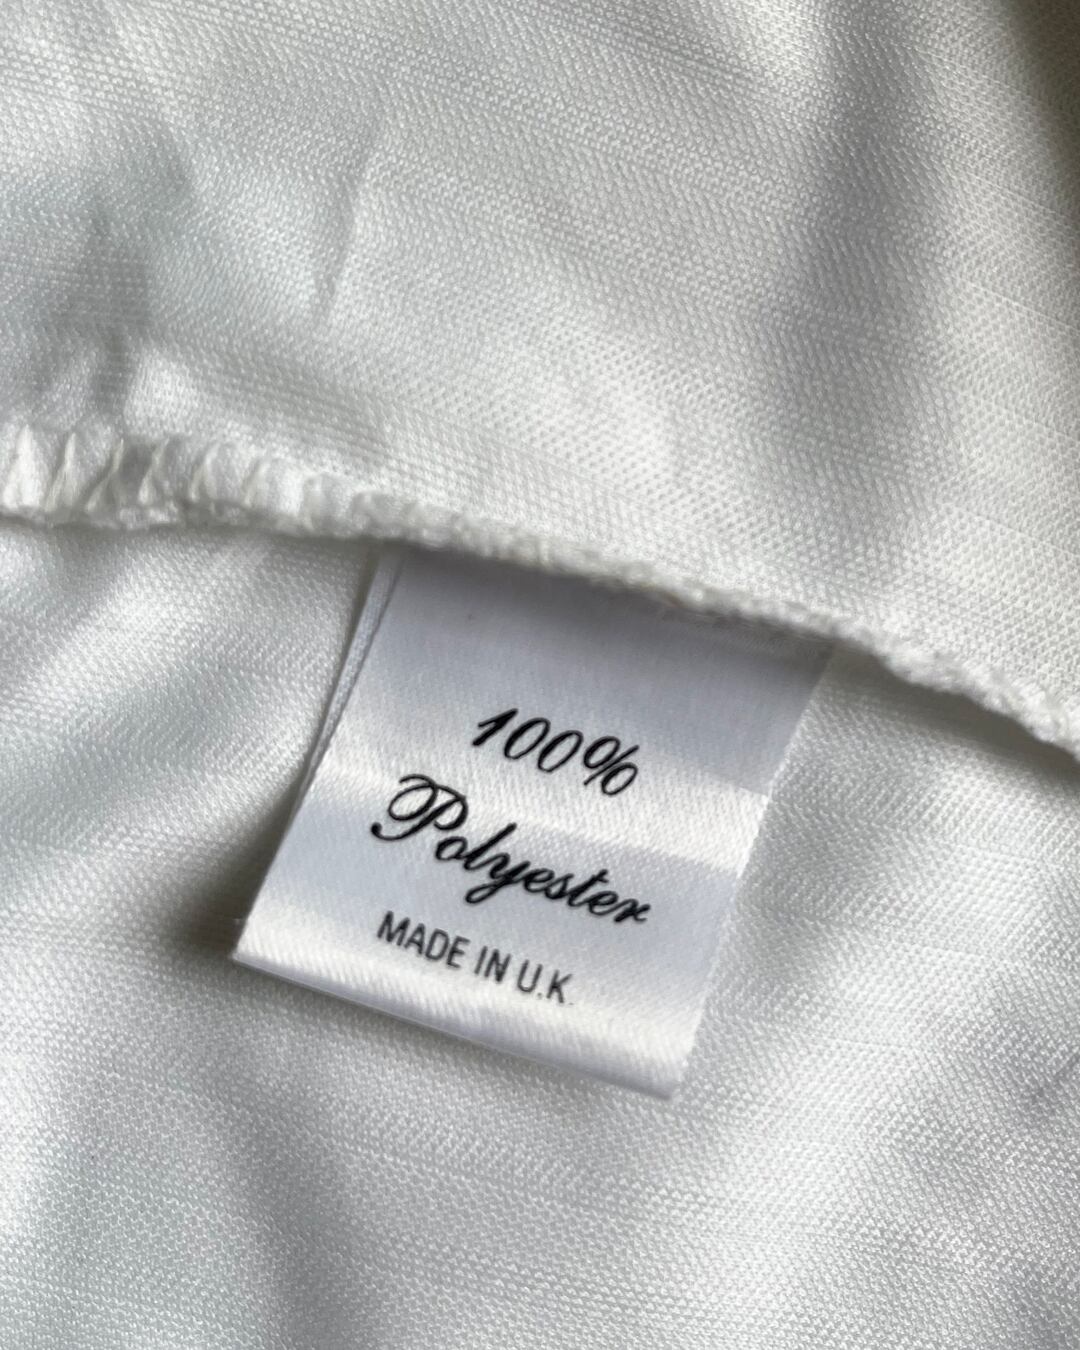 100%
Polyester
MADE IN U.K.